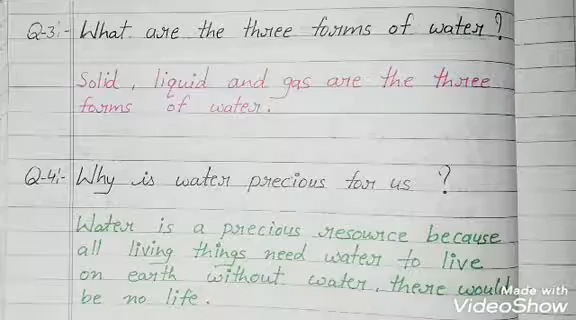 Q-3:- What are the three forms of water?
Solid, liquid and gas are the three
forms of water.
Q-4:- Why is water precious for us ?
Water is a precious resource because
all living things need water to live
on earth without water, there would
be no life.
Made with
VideoShow